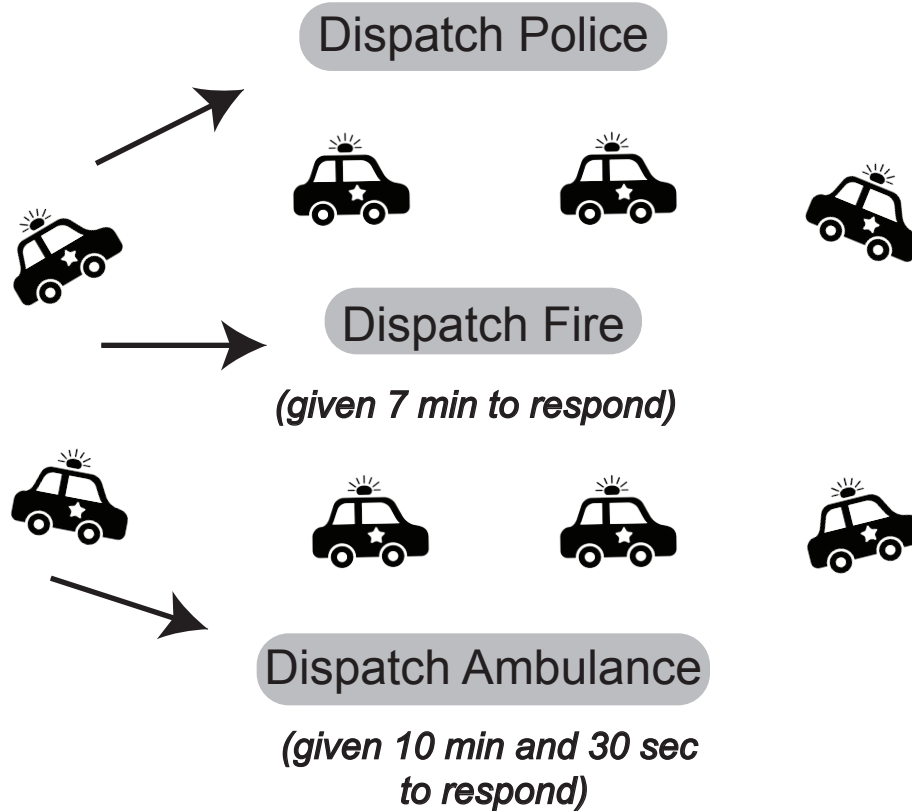 Dispatch Police
Dispatch Fire
(given 7 min to respond)
Dispatch Ambulance
(given 10 min and 30 sec
to respond)